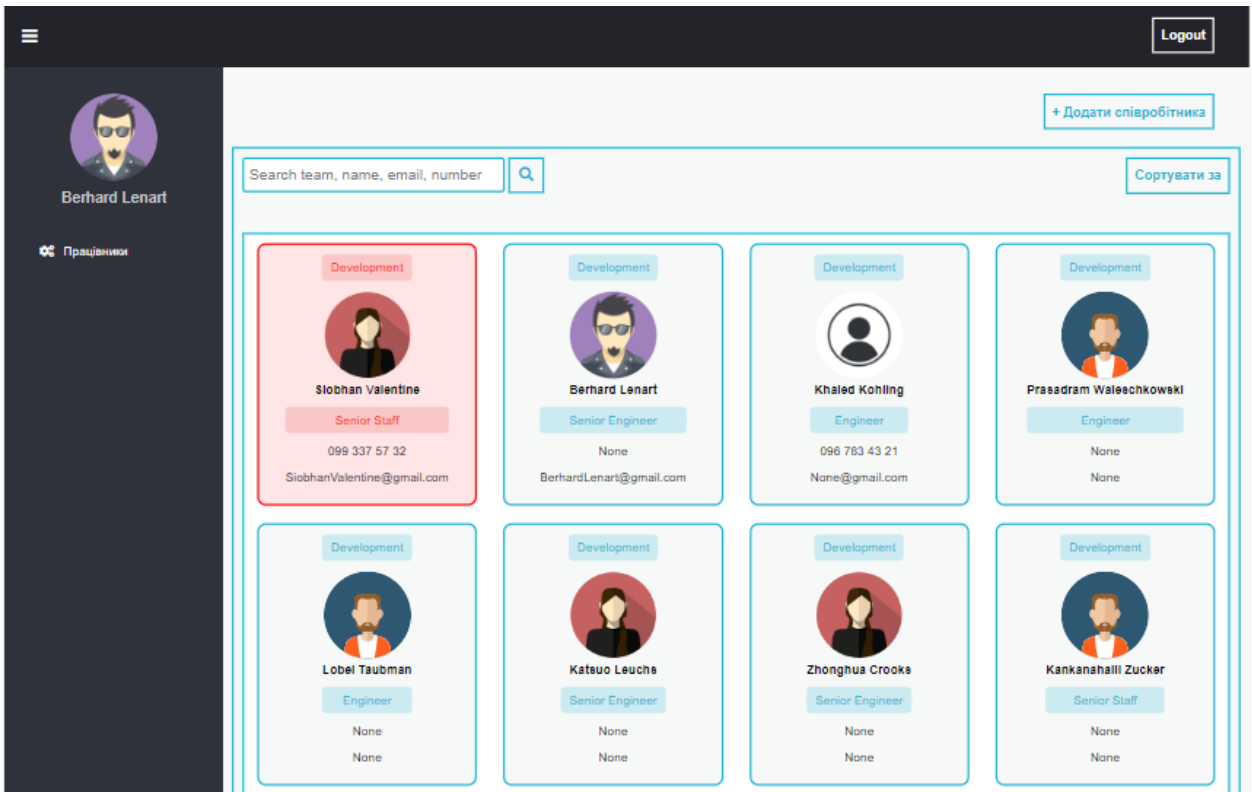 Logout
+ Додати співробітника
Berhard Lenart
Працівники
Search team, name, email, number
Сортувати за
Development
Siobhan Valentine
Senior Staff
099 337 57 32
SiobhanValentine@gmail.com
Development
Berhard Lenart
Senior Engineer
None
BerhardLenart@gmail.com
Development
Khaled Kohling
Engineer
096 783 43 21
None@gmail.com
Development
Prasadram Waleschkowski
Engineer
None
None
Development
Lobel Taubman
Engineer
None
None
Development
Katsuo Leuchs
Senior Engineer
None
None
Development
Zhonghua Crooks
Senior Engineer
None
None
Development
Kankanahalli Zucker
Senior Staff
None
None